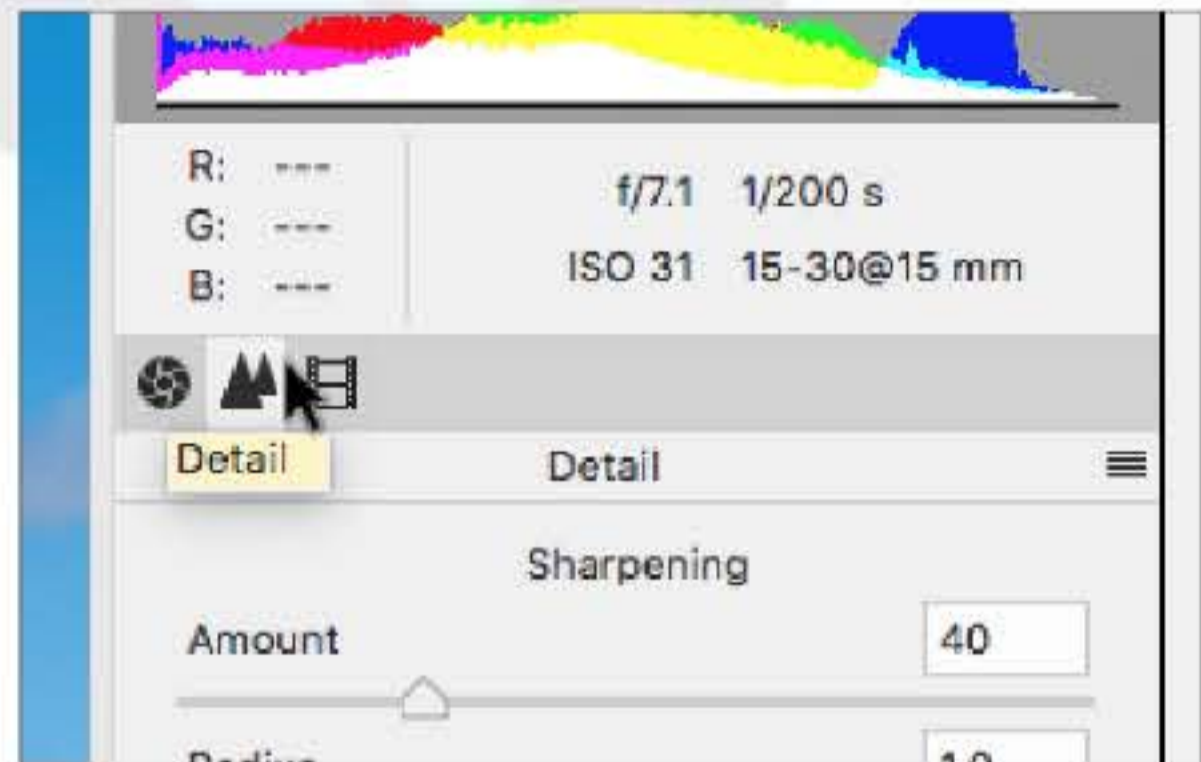 R: ---
G: ---
B: ---
f/7.1 1/200 s
ISO 31 15-30@15 mm
Detail
Detail
Sharpening
Amount 40